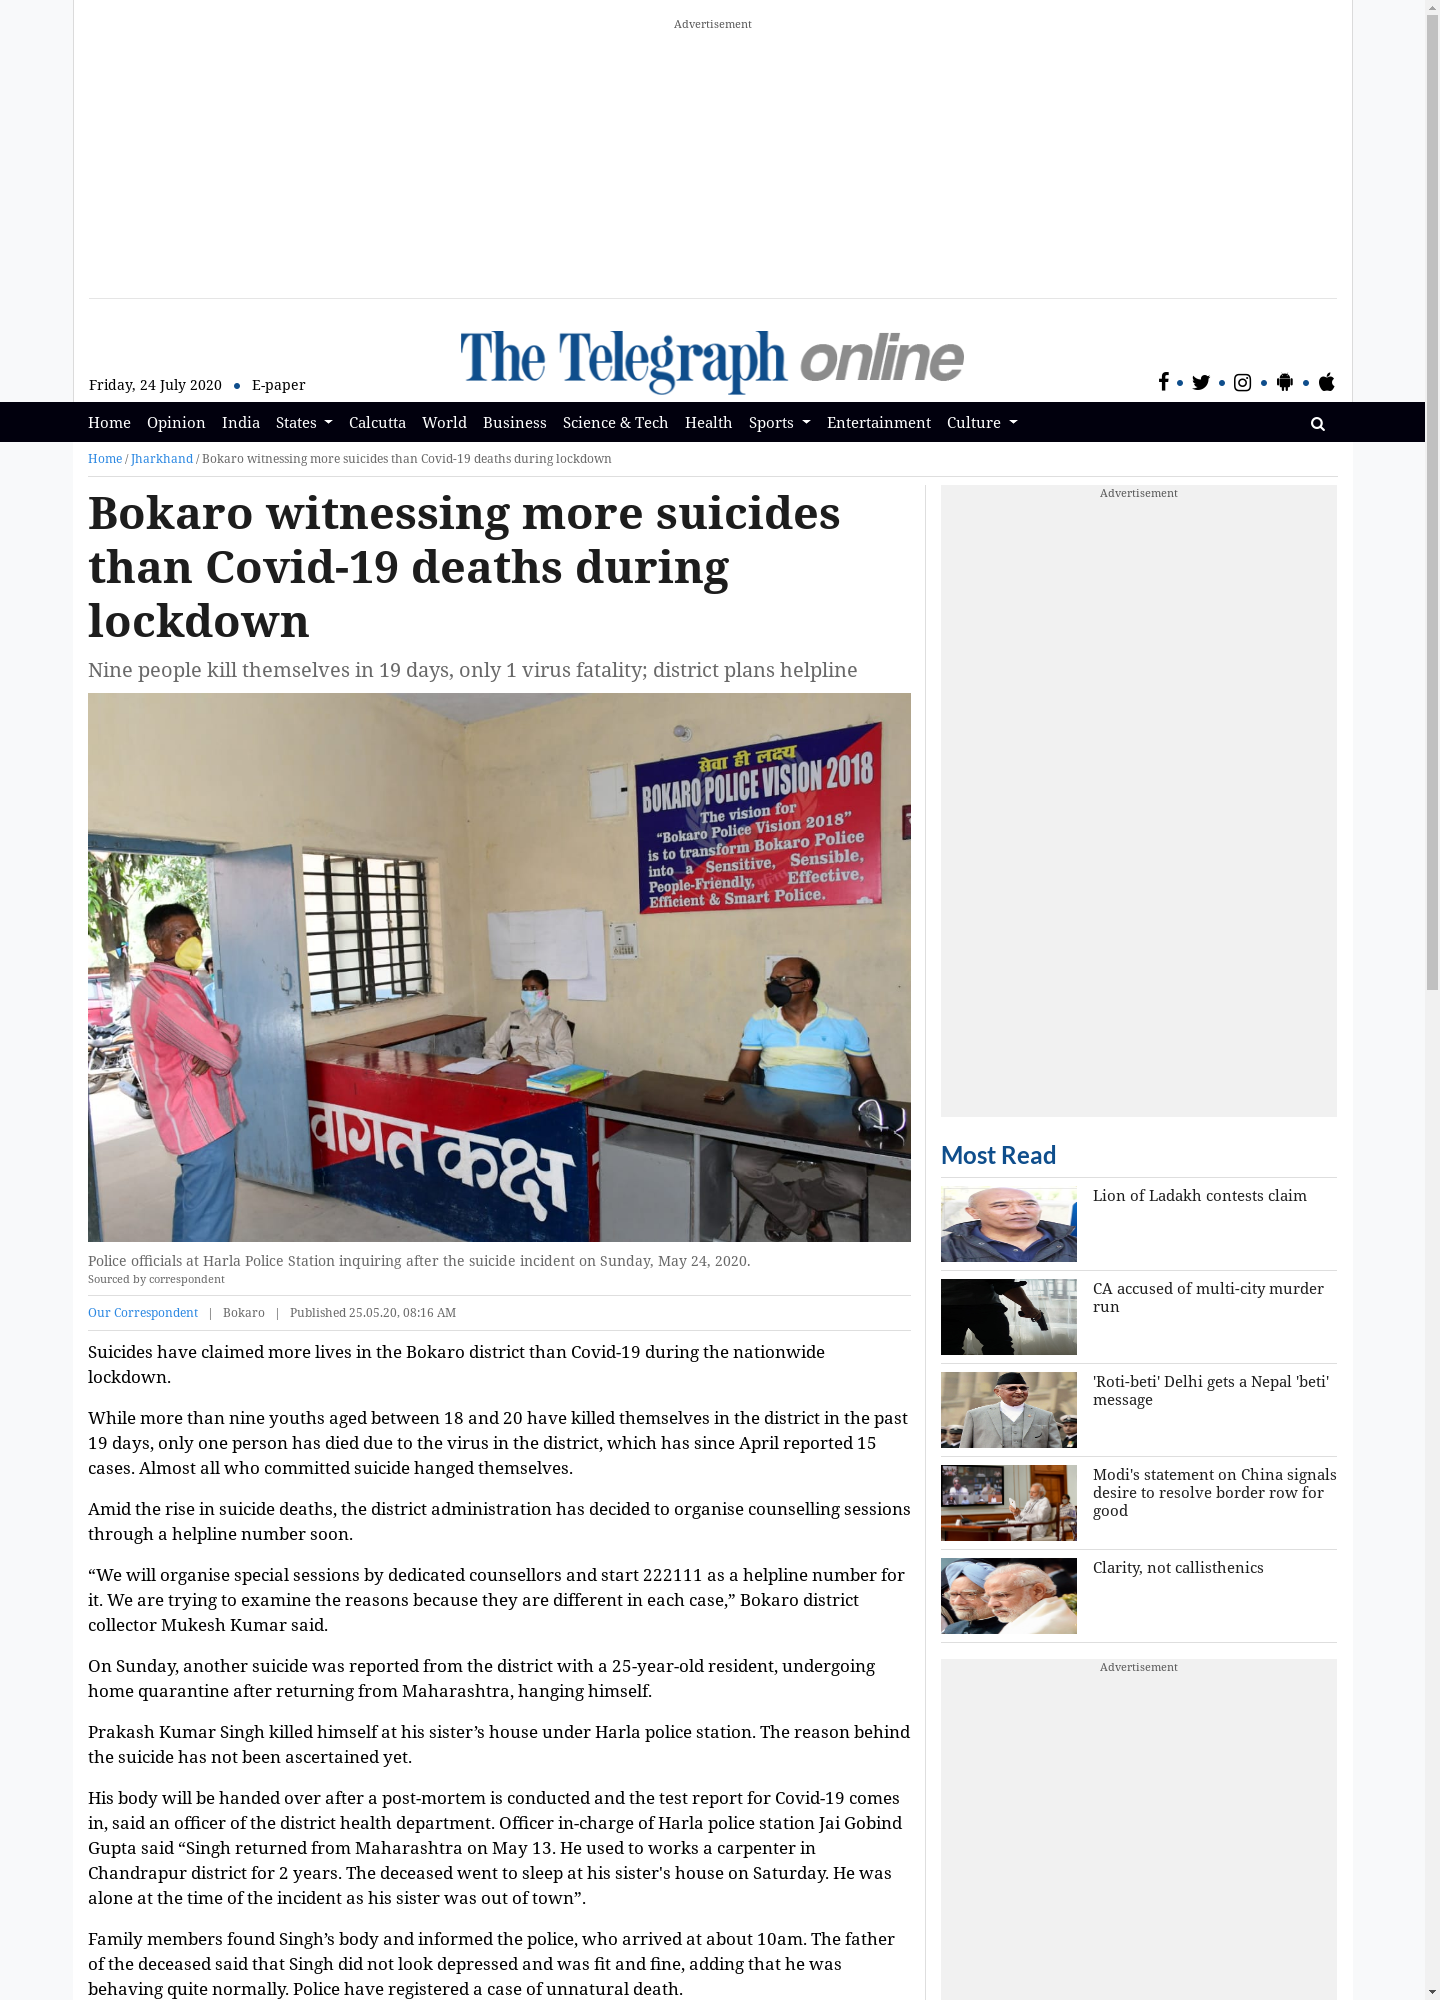 Advertisement
The Telegraph online
Friday, 24 July 2020 • E-paper
Home Opinion India States Calcutta World Business Science & Tech Health Sports Entertainment Culture
Home / Jharkhand / Bokaro witnessing more suicides than Covid-19 deaths during lockdown
Bokaro witnessing more suicides
than Covid-19 deaths during
lockdown
Nine people kill themselves in 19 days, only 1 virus fatality; district plans helpline
सेवा ही लक्ष्य
BOKARO POLICE VISION 2018
The vision for
“Bokaro Police Vision 2018”
is to transform Bokaro Police
into a Sensitive, Sensible,
People-Friendly, Effective,
Efficient & Smart Police.
वागत कक्ष
Police officials at Harla Police Station inquiring after the suicide incident on Sunday, May 24, 2020.
Sourced by correspondent
Our Correspondent | Bokaro | Published 25.05.20, 08:16 AM
Suicides have claimed more lives in the Bokaro district than Covid-19 during the nationwide
lockdown.
While more than nine youths aged between 18 and 20 have killed themselves in the district in the past
19 days, only one person has died due to the virus in the district, which has since April reported 15
cases. Almost all who committed suicide hanged themselves.
Amid the rise in suicide deaths, the district administration has decided to organise counselling sessions
through a helpline number soon.
“We will organise special sessions by dedicated counsellors and start 222111 as a helpline number for
it. We are trying to examine the reasons because they are different in each case,” Bokaro district
collector Mukesh Kumar said.
On Sunday, another suicide was reported from the district with a 25-year-old resident, undergoing
home quarantine after returning from Maharashtra, hanging himself.
Prakash Kumar Singh killed himself at his sister’s house under Harla police station. The reason behind
the suicide has not been ascertained yet.
His body will be handed over after a post-mortem is conducted and the test report for Covid-19 comes
in, said an officer of the district health department. Officer in-charge of Harla police station Jai Gobind
Gupta said “Singh returned from Maharashtra on May 13. He used to works a carpenter in
Chandrapur district for 2 years. The deceased went to sleep at his sister's house on Saturday. He was
alone at the time of the incident as his sister was out of town”.
Family members found Singh’s body and informed the police, who arrived at about 10am. The father
of the deceased said that Singh did not look depressed and was fit and fine, adding that he was
behaving quite normally. Police have registered a case of unnatural death.
Advertisement
Most Read
Lion of Ladakh contests claim
CA accused of multi-city murder
run
'Roti-beti' Delhi gets a Nepal 'beti'
message
Modi's statement on China signals
desire to resolve border row for
good
Clarity, not callisthenics
Advertisement